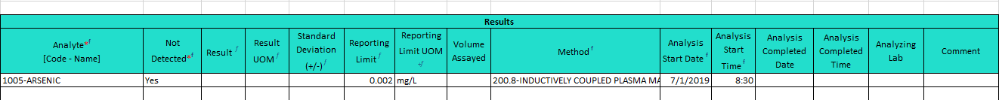 Results
Analyte*f
[Code - Name]
Not
Detected*f
Result f
Result
UOM f
Standard
Deviation
(+/-) f
Reporting
Limit f
Reporting
Limit UOM
Volume
Assayed
Method f
Analysis
Start Date f
Analysis
Start
Time f
Analysis
Completed
Date
Analysis
Completed
Time
Analyzing
Lab
Comment
1005-ARSENIC
Yes
0.002
mg/L
200.8-INDUCTIVELY COUPLED PLASMA MA
7/1/2019
8:30